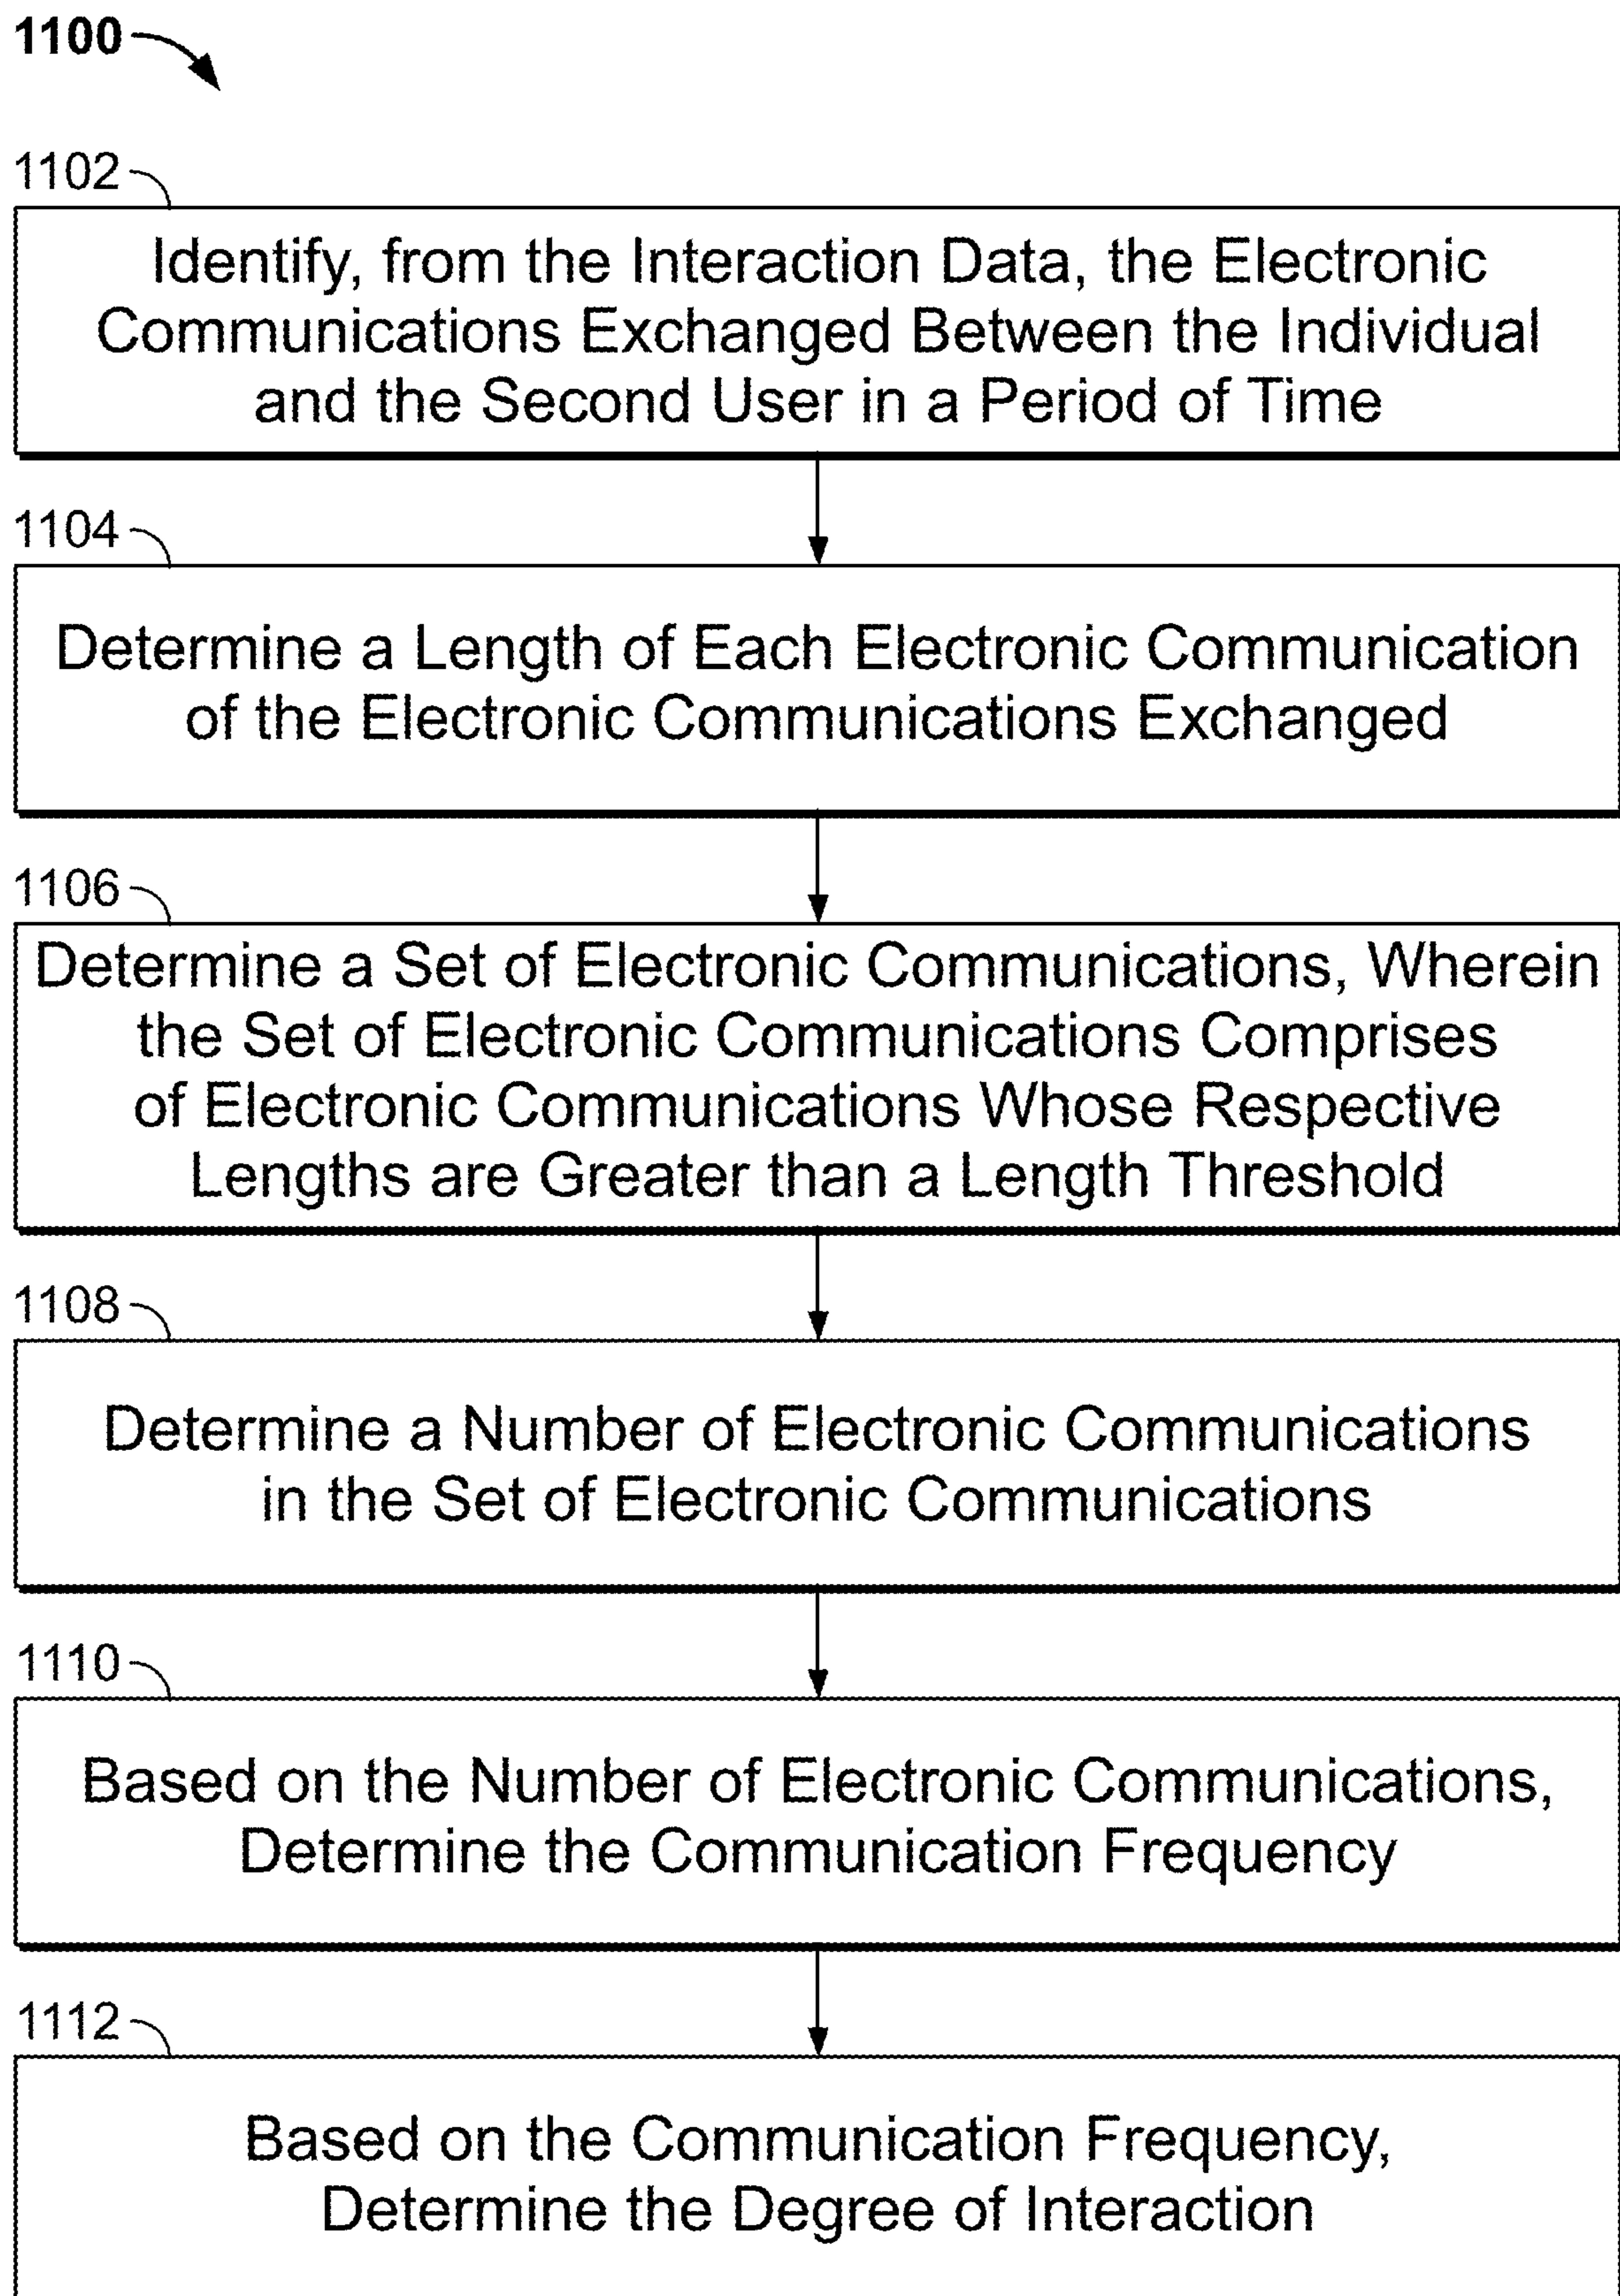 1100
1102
Identify, from the Interaction Data, the Electronic
Communications Exchanged Between the Individual
and the Second User in a Period of Time
1104
Determine a Length of Each Electronic Communication
of the Electronic Communications Exchanged
1106
Determine a Set of Electronic Communications, Wherein
the Set of Electronic Communications Comprises
of Electronic Communications Whose Respective
Lengths are Greater than a Length Threshold
1108
Determine a Number of Electronic Communications
in the Set of Electronic Communications
1110
Based on the Number of Electronic Communications,
Determine the Communication Frequency
1112
Based on the Communication Frequency,
Determine the Degree of Interaction